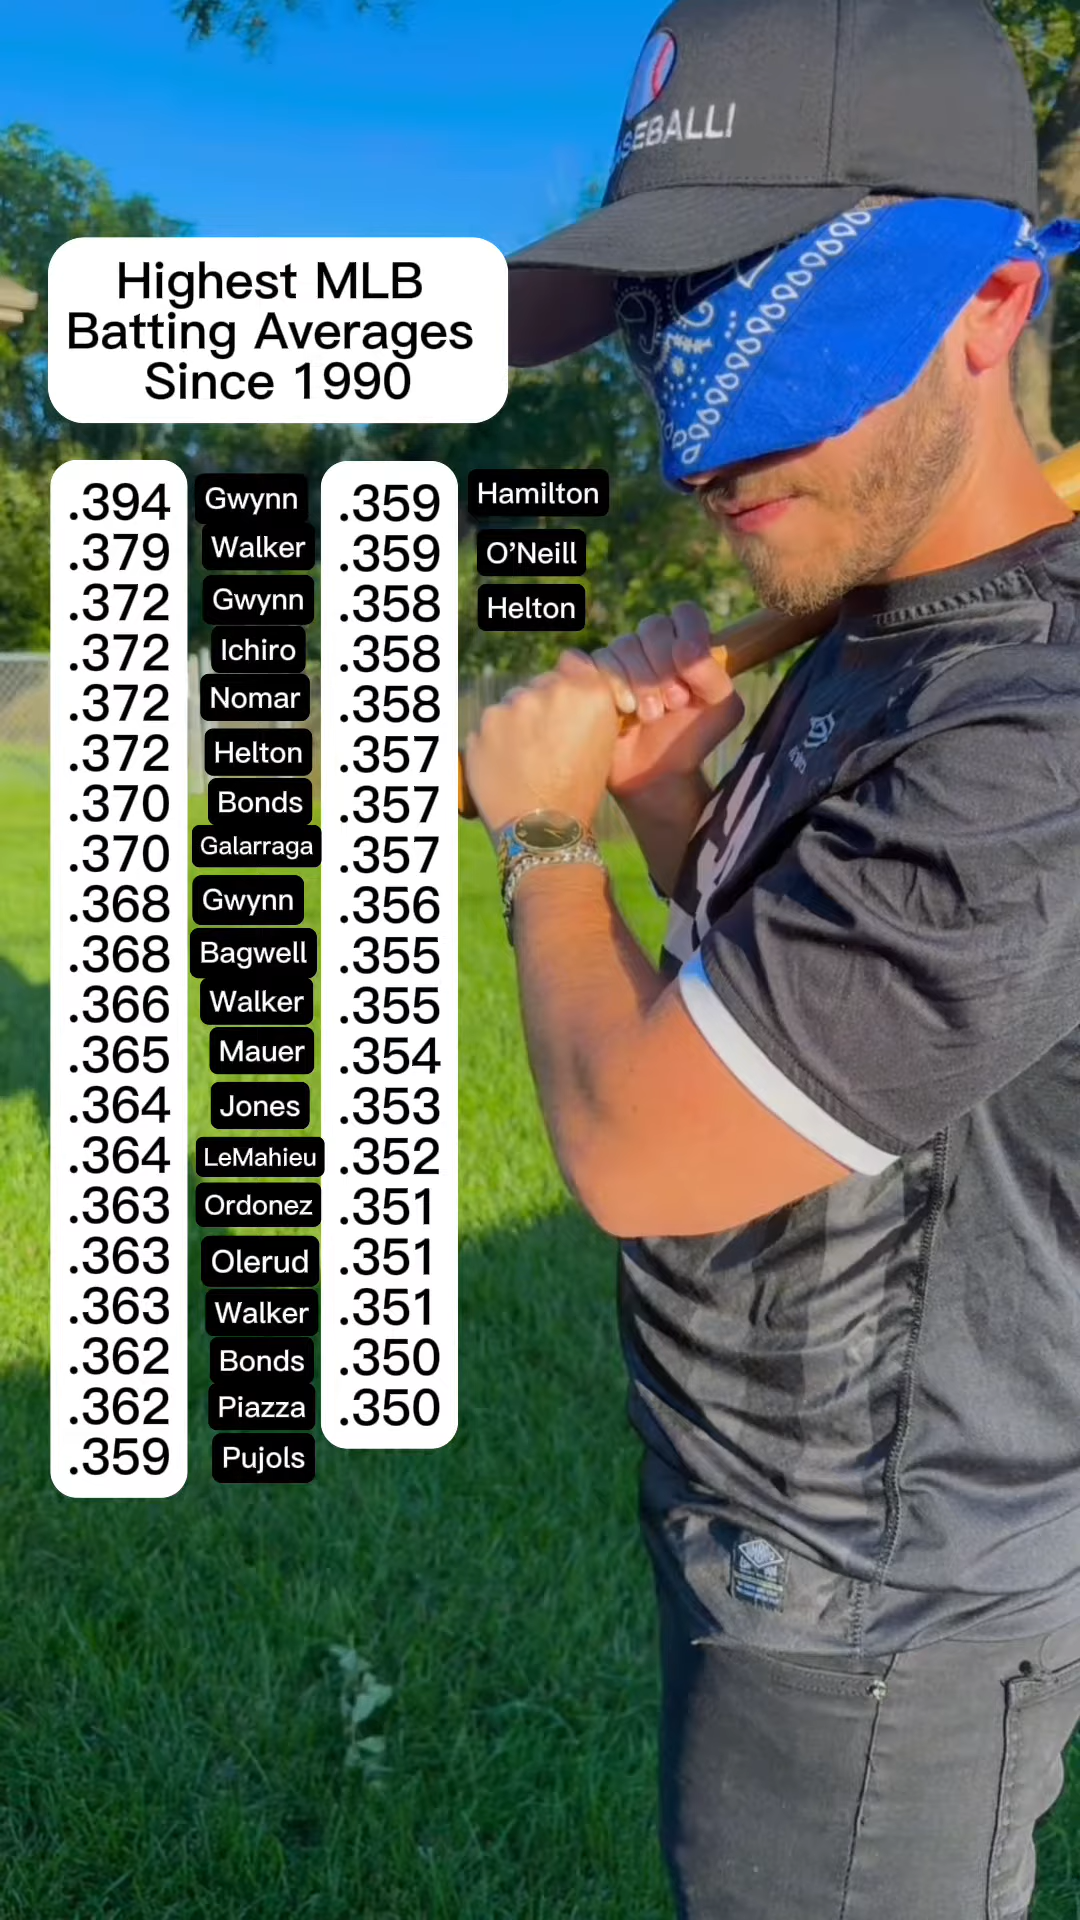 SEBALL!
Highest MLB
Batting Averages
Since 1990
.394 Gwynn
.379 Walker
.372 Gwynn
.372 Ichiro
.372 Nomar
.372 Helton
.370 Bonds
.370 Galarraga
.368 Gwynn
.368 Bagwell
.366 Walker
.365 Mauer
.364 Jones
.364 LeMahieu
.363 Ordonez
.363 Olerud
.363 Walker
.362 Bonds
.362 Piazza
.359 Pujols
.359 Hamilton
.359 O’Neill
.358 Helton
.358
.358
.357
.357
.357
.356
.355
.355
.354
.353
.352
.351
.351
.351
.350
.350